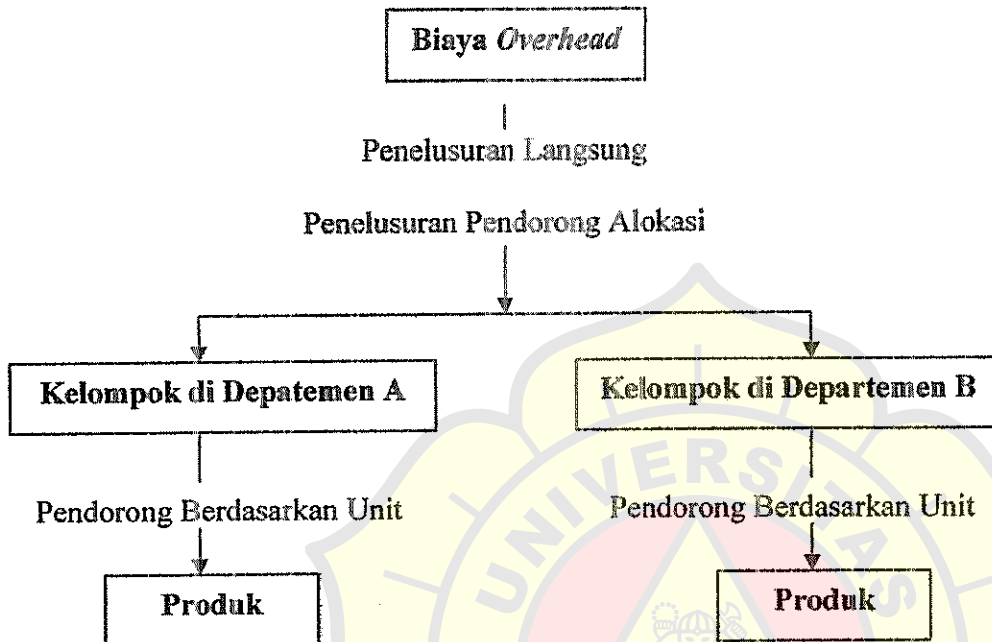 Biaya Overhead
Penelusuran Langsung
Penelusuran Pendorong Alokasi
Kelompok di Depatemen A
Kelompok di Departemen B
Pendorong Berdasarkan Unit
Pendorong Berdasarkan Unit
Produk
Produk
UNIVERSITAS